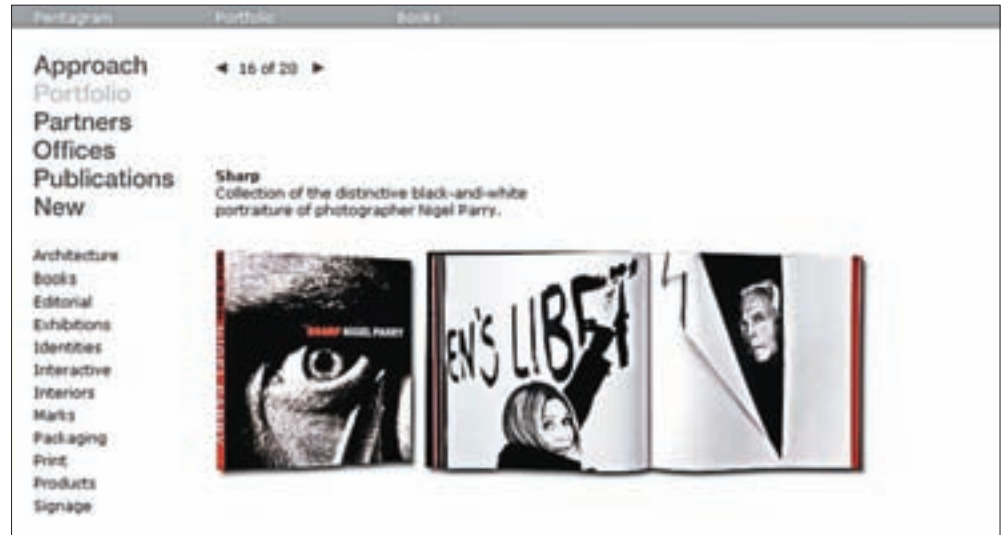 Pentagram Portfolio Books
Approach
Portfolio
Partners
Offices
Publications
New
◄ 16 of 20 ►
Sharp
Collection of the distinctive black-and-white
portraiture of photographer Nigel Parry.
Architecture
Books
Editorial
Exhibitions
Identities
Interactive
Interiors
Marks
Packaging
Print
Products
Signage
SHARP NIGEL PARRY
EN'S LIBET